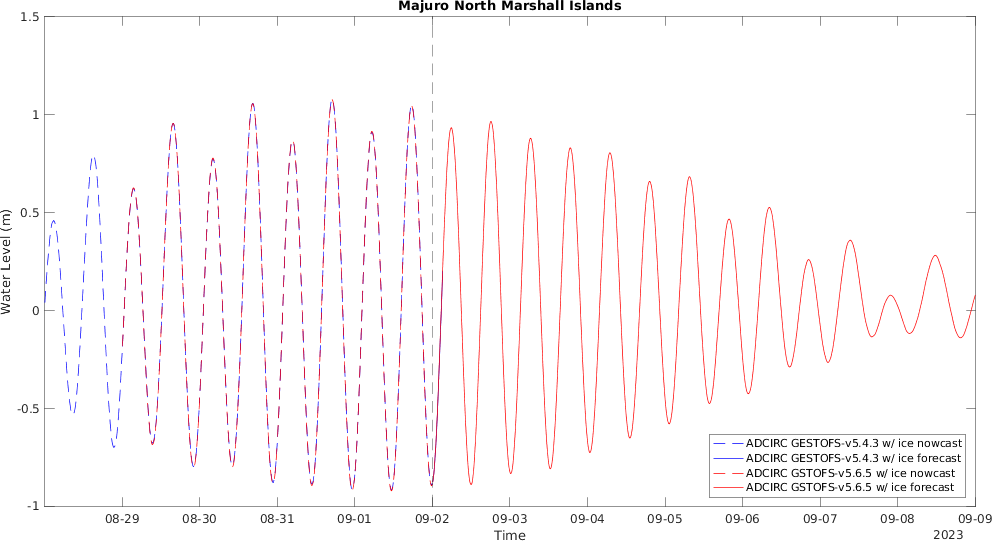 Majuro North Marshall Islands
1.5
1
0.5
0
-0.5
-1
Water Level (m)
ADCIRC GESTOFS-v5.4.3 w/ ice nowcast
ADCIRC GESTOFS-v5.4.3 w/ ice forecast
ADCIRC GSTOFS-v5.6.5 w/ ice nowcast
ADCIRC GSTOFS-v5.6.5 w/ ice forecast
08-29 08-30 08-31 09-01 09-02 09-03 09-04 09-05 09-06 09-07 09-08 09-09
Time
2023